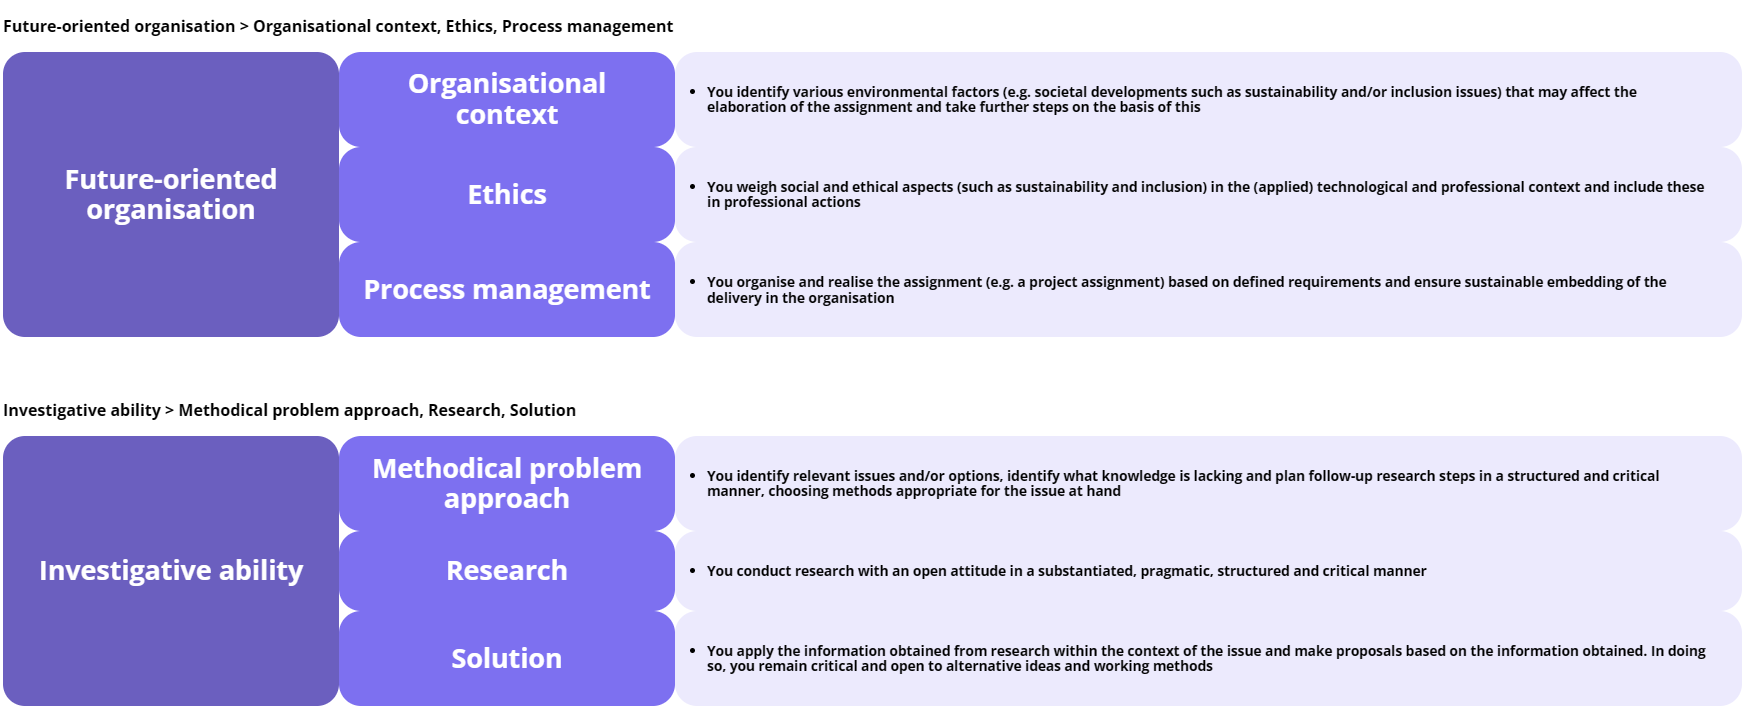 Future-oriented organisation > Organisational context, Ethics, Process management
Future-oriented
organisation
Organisational
context
• You identify various environmental factors (e.g. societal developments such as sustainability and/or inclusion issues) that may affect the
elaboration of the assignment and take further steps on the basis of this
Ethics
• You weigh social and ethical aspects (such as sustainability and inclusion) in the (applied) technological and professional context and include these
in professional actions
Process management
• You organise and realise the assignment (e.g. a project assignment) based on defined requirements and ensure sustainable embedding of the
delivery in the organisation
Investigative ability > Methodical problem approach, Research, Solution
Investigative ability
Methodical problem
approach
• You identify relevant issues and/or options, identify what knowledge is lacking and plan follow-up research steps in a structured and critical
manner, choosing methods appropriate for the issue at hand
Research
• You conduct research with an open attitude in a substantiated, pragmatic, structured and critical manner
Solution
• You apply the information obtained from research within the context of the issue and make proposals based on the information obtained. In doing
so, you remain critical and open to alternative ideas and working methods